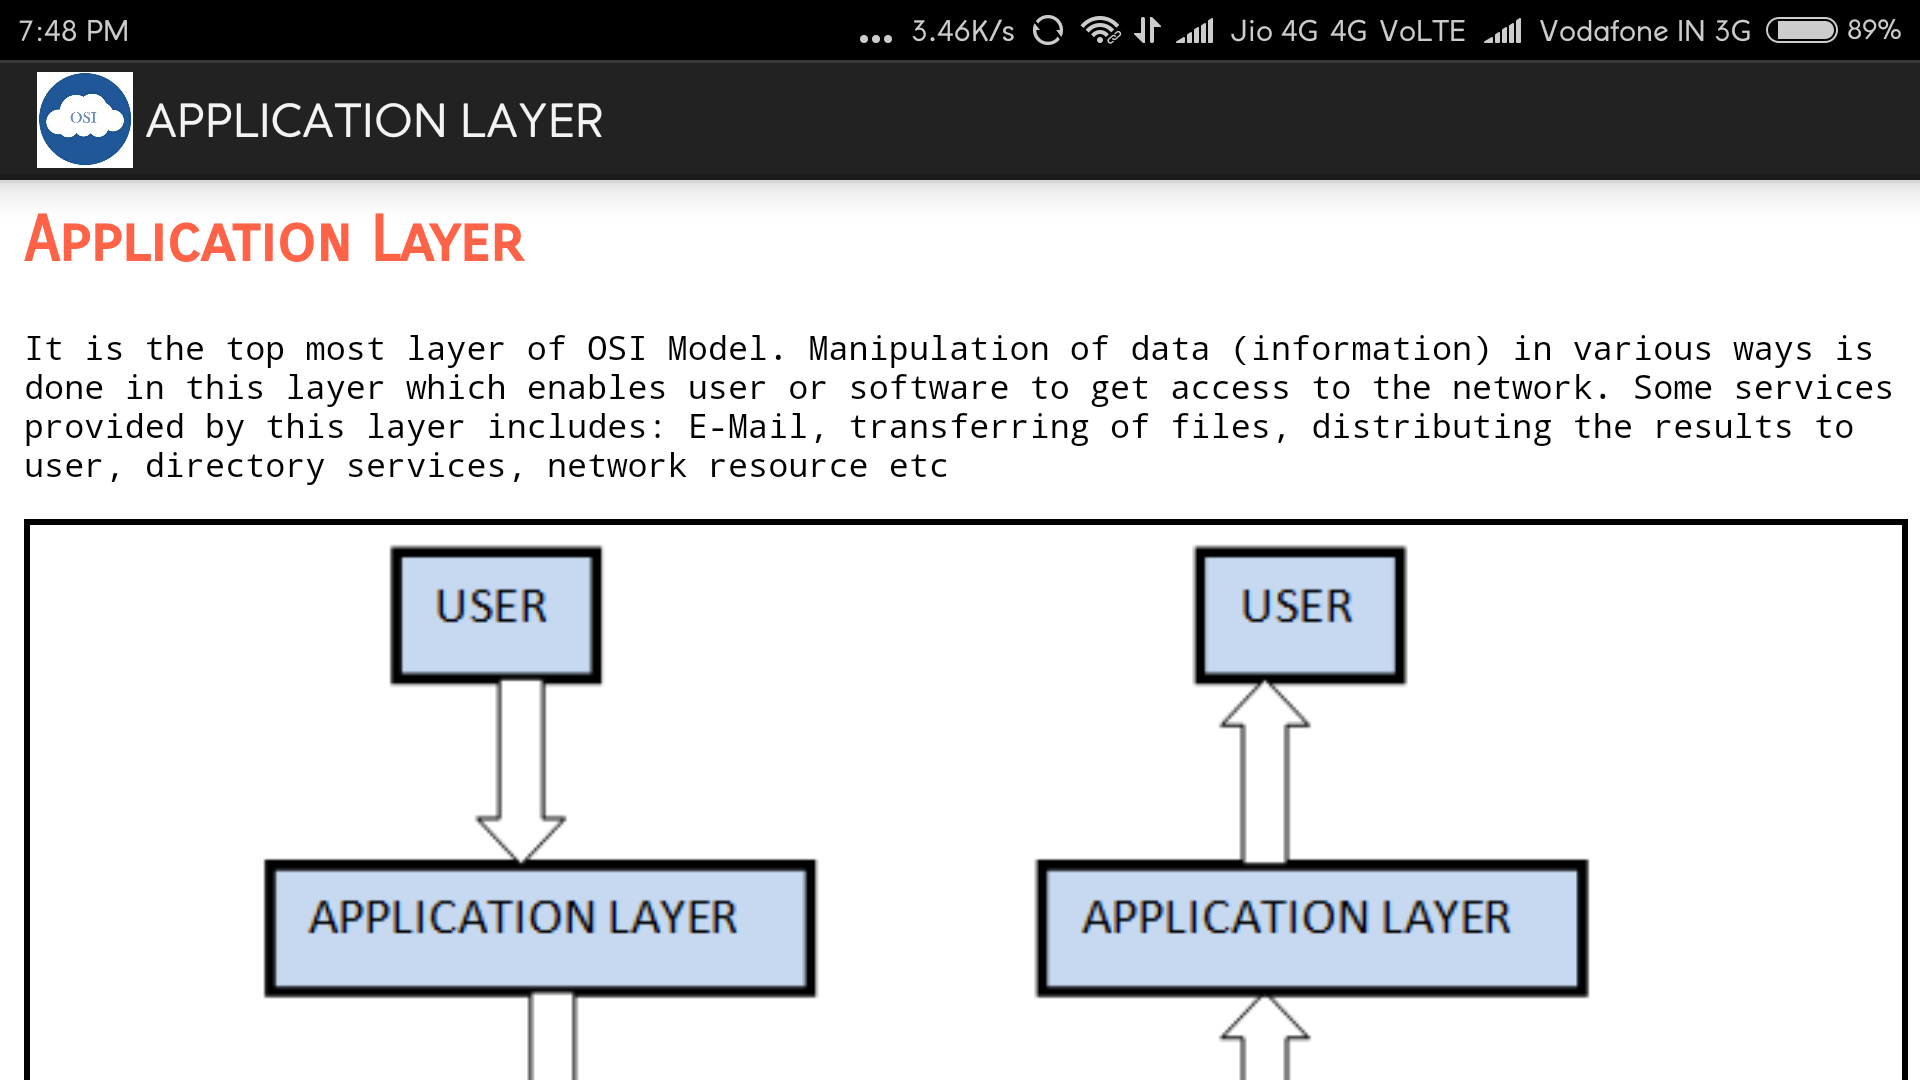 7:48 PM ... 3.46K/s Jio 4G 4G VoLTE Vodafone IN 3G 89%
OSI APPLICATION LAYER
APPLICATION LAYER
It is the top most layer of OSI Model. Manipulation of data (information) in various ways is
done in this layer which enables user or software to get access to the network. Some services
provided by this layer includes: E-Mail, transferring of files, distributing the results to
user, directory services, network resource etc
USER USER
APPLICATION LAYER APPLICATION LAYER